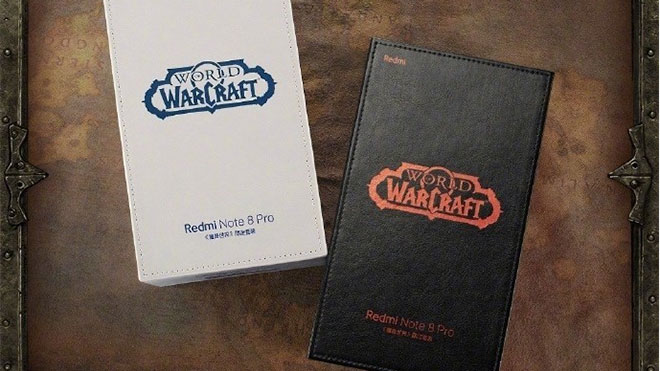 WORLD
WARCRAFT
Redmi Note 8 Pro
Redmi
WORLD
WARCRAFT
Redmi Note 8 Pro